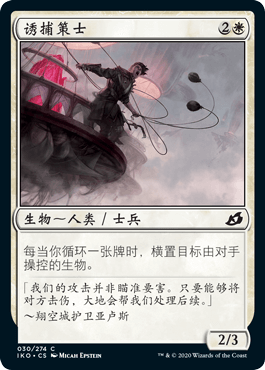 诱捕策士 2
生物～人类／士兵
每当你循环一张牌时，横置目标由对手
操控的生物。
「我们的攻击并非瞄准要害。只要能够将
对方击伤，大地会帮我们处理后续。」
～翔空城护卫亚卢斯
2/3
030/274 C
IKO • CS MICAH EPSTEIN
™ & © 2020 Wizards of the Coast